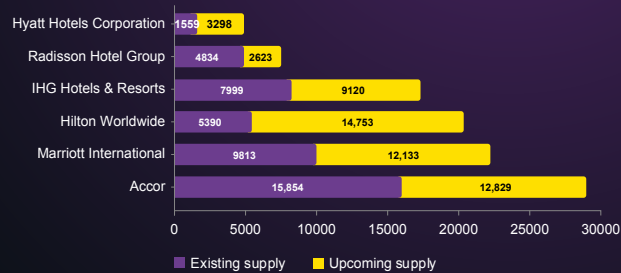 Hyatt Hotels Corporation 1559 3298
Radisson Hotel Group 4834 2623
IHG Hotels & Resorts 7999 9120
Hilton Worldwide 5390 14,753
Marriott International 9813 12,133
Accor 15,854 12,829
0 5000 10000 15000 20000 25000 30000
Existing supply Upcoming supply